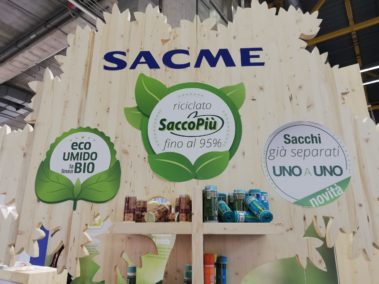 SACME
riciclato
SaccoPiù
fino al 95%
eco
UMIDO
BIO
Sacchi
già separati
UNO A UNO
novità